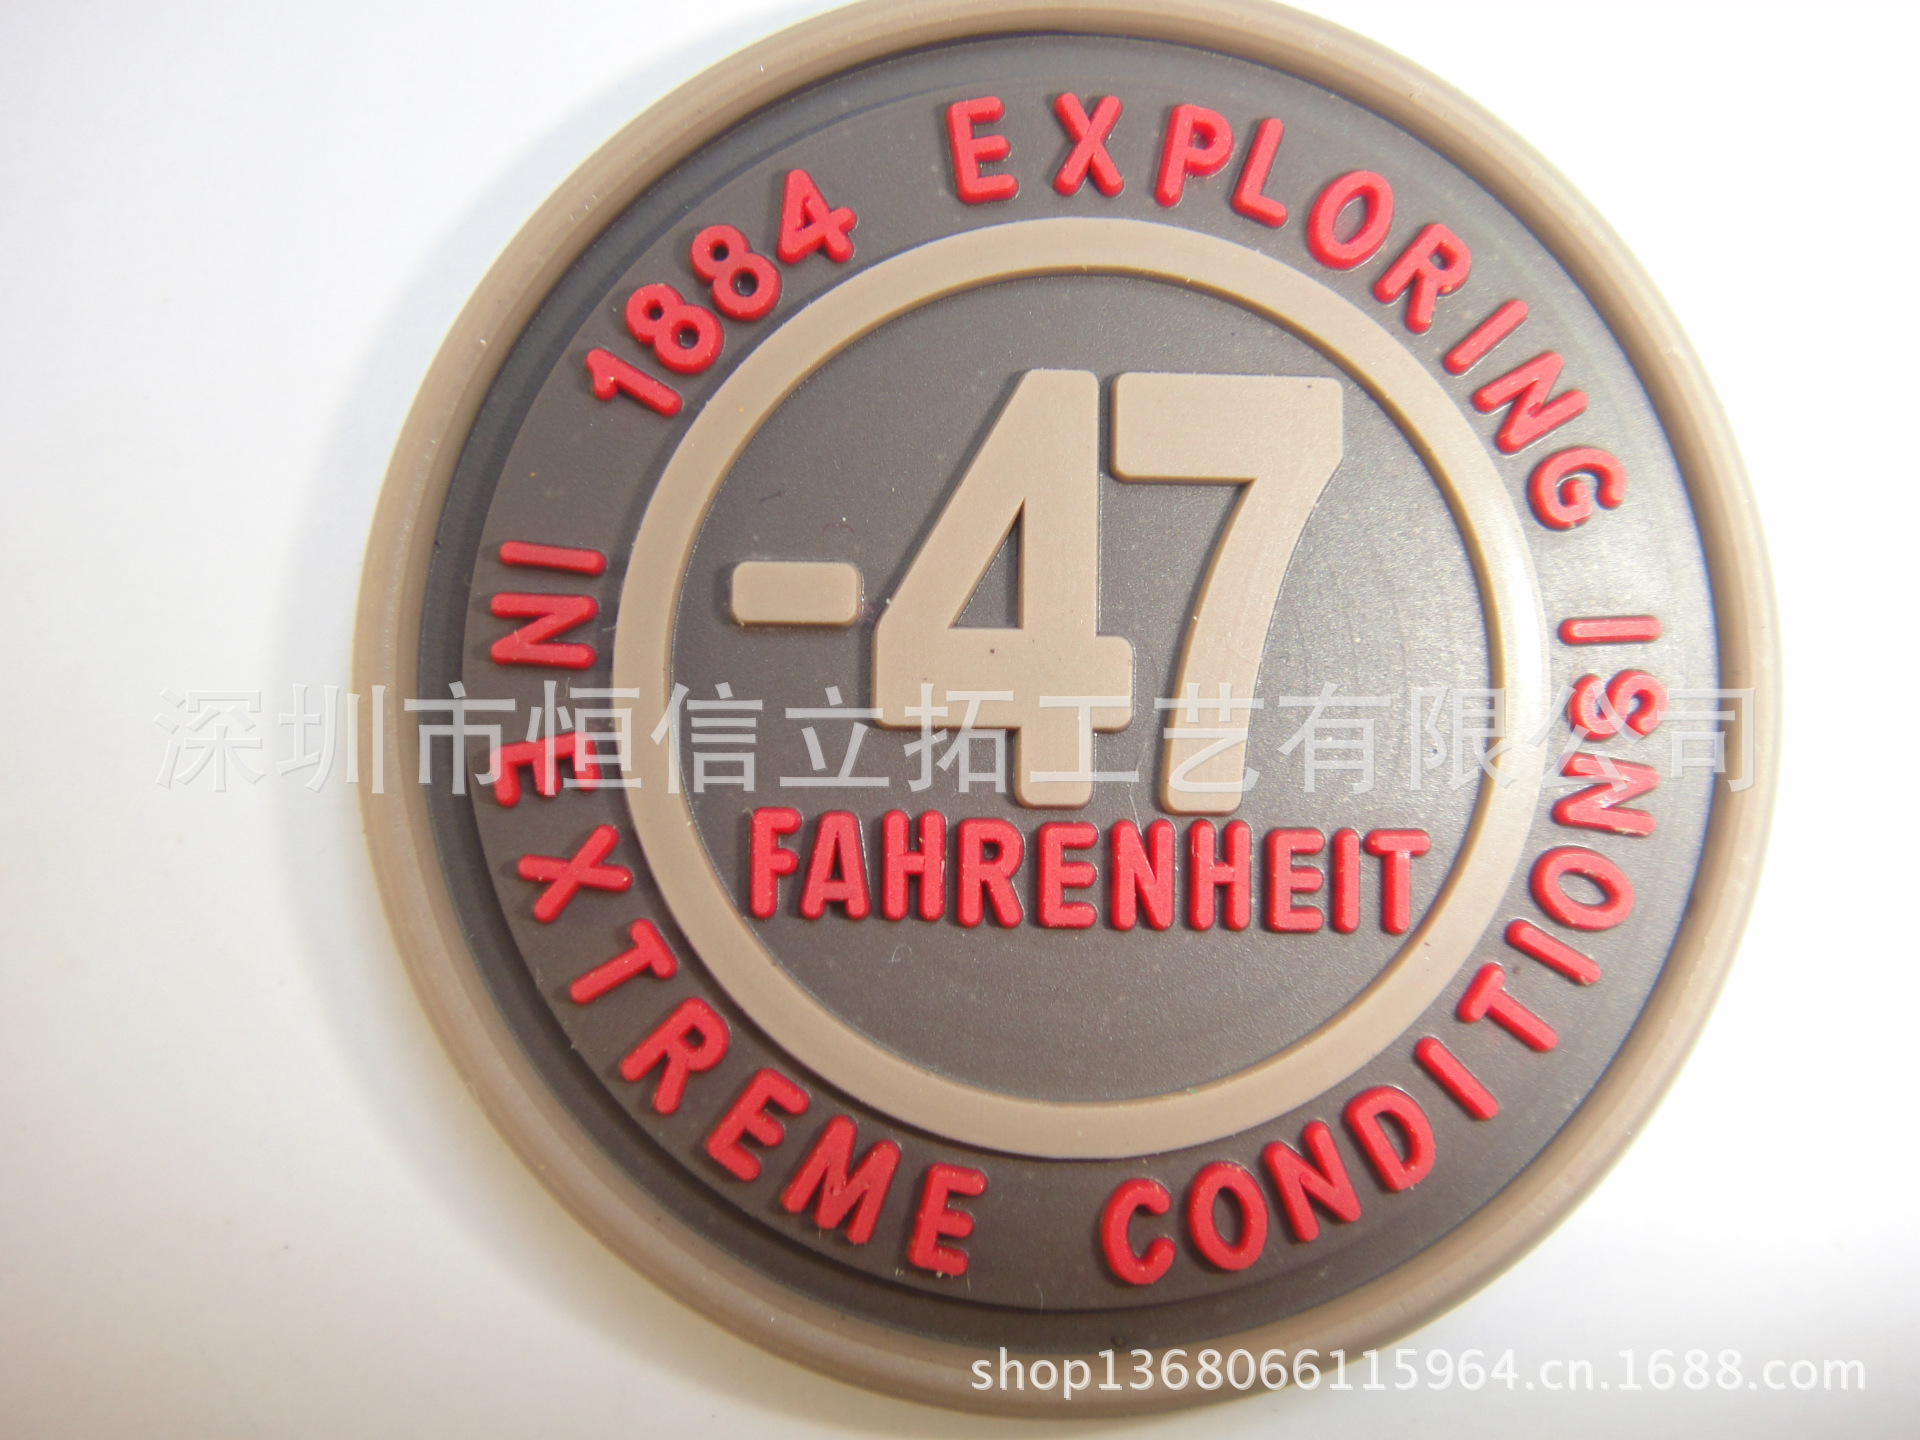 1884 EXPLORING
-47
FAHRENHEIT
IN EXTREME CONDITIONSI
深圳市恒信立拓工艺有限公司
shop1368066115964.cn.1688.com